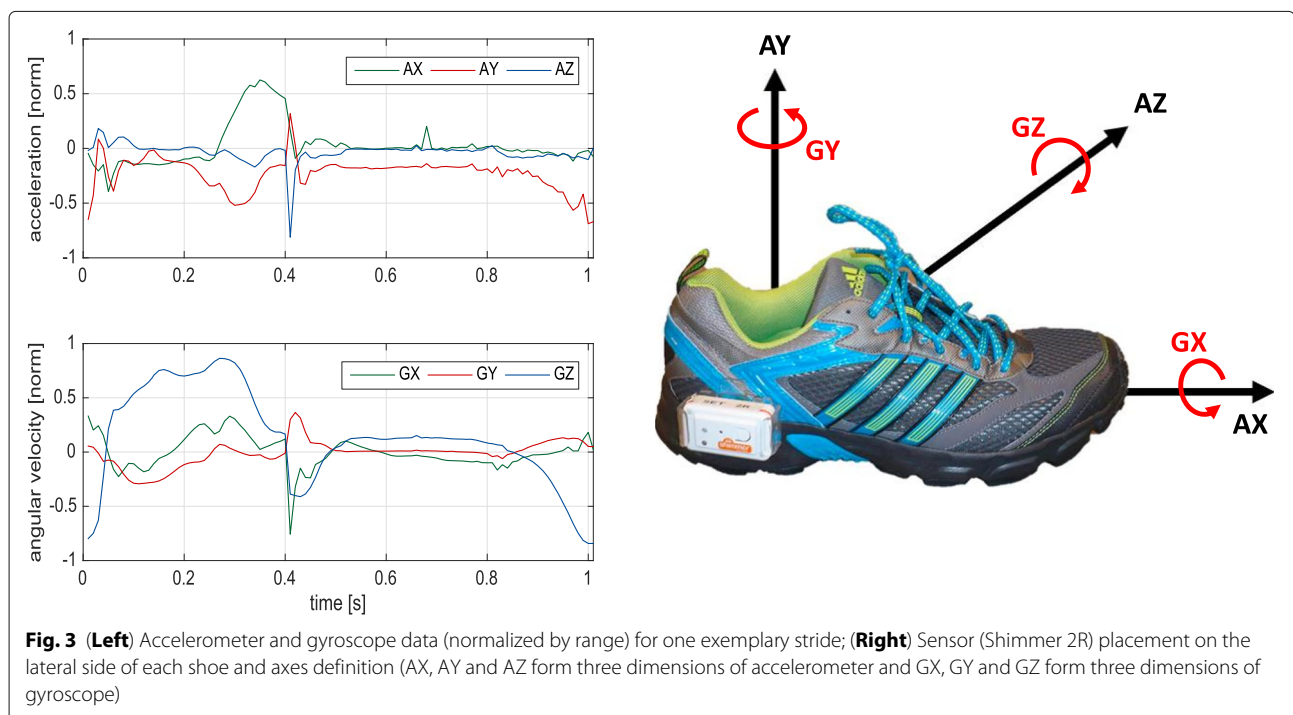 1
0.5
0
-0.5
-1
acceleration [norm]
AX AY AZ
0 0.2 0.4 0.6 0.8 1
1
0.5
0
-0.5
-1
angular velocity [norm]
GX GY GZ
0 0.2 0.4 0.6 0.8 1
time [s]
AY
GY
AZ
GZ
GX
AX
adidas
SET 2R
Fig. 3 (Left) Accelerometer and gyroscope data (normalized by range) for one exemplary stride; (Right) Sensor (Shimmer 2R) placement on the
lateral side of each shoe and axes definition (AX, AY and AZ form three dimensions of accelerometer and GX, GY and GZ form three dimensions of
gyroscope)